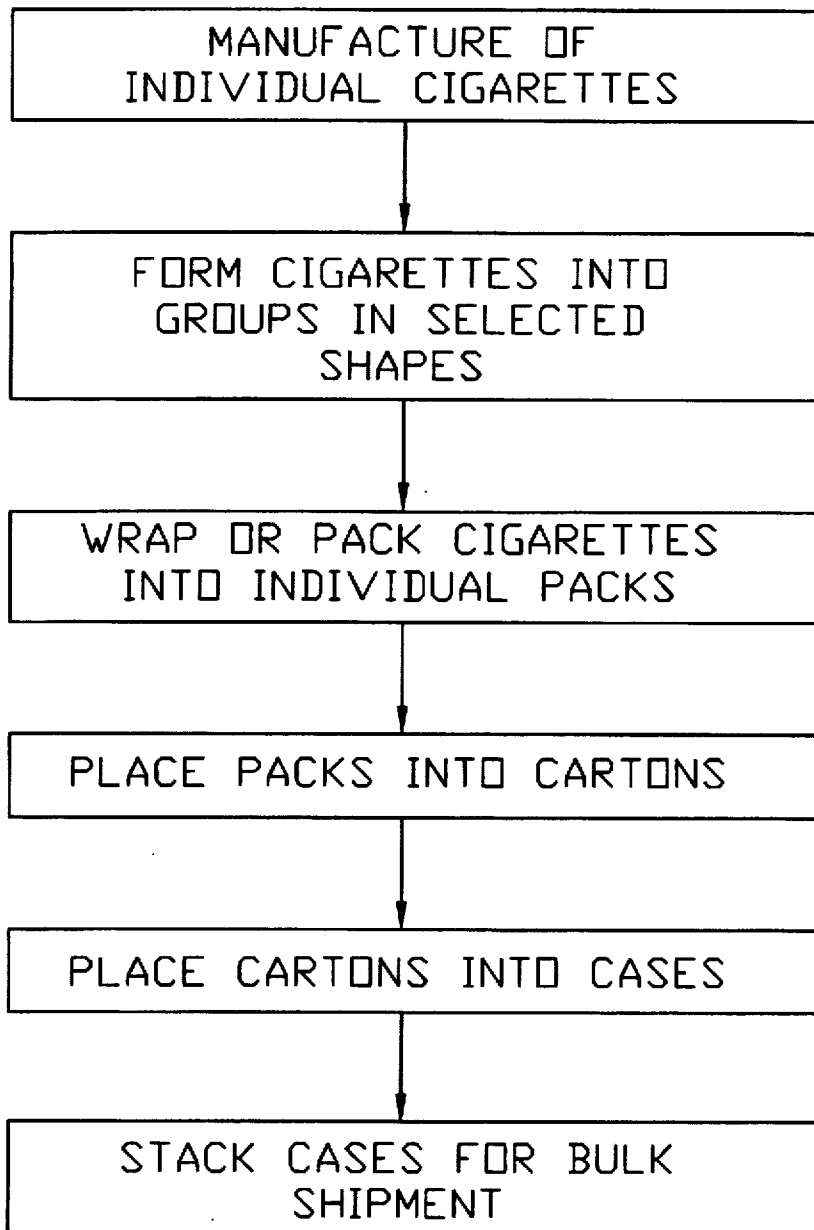 MANUFACTURE OF
INDIVIDUAL CIGARETTES
FORM CIGARETTES INTO
GROUPS IN SELECTED
SHAPES
WRAP OR PACK CIGARETTES
INTO INDIVIDUAL PACKS
PLACE PACKS INTO CARTONS
PLACE CARTONS INTO CASES
STACK CASES FOR BULK
SHIPMENT